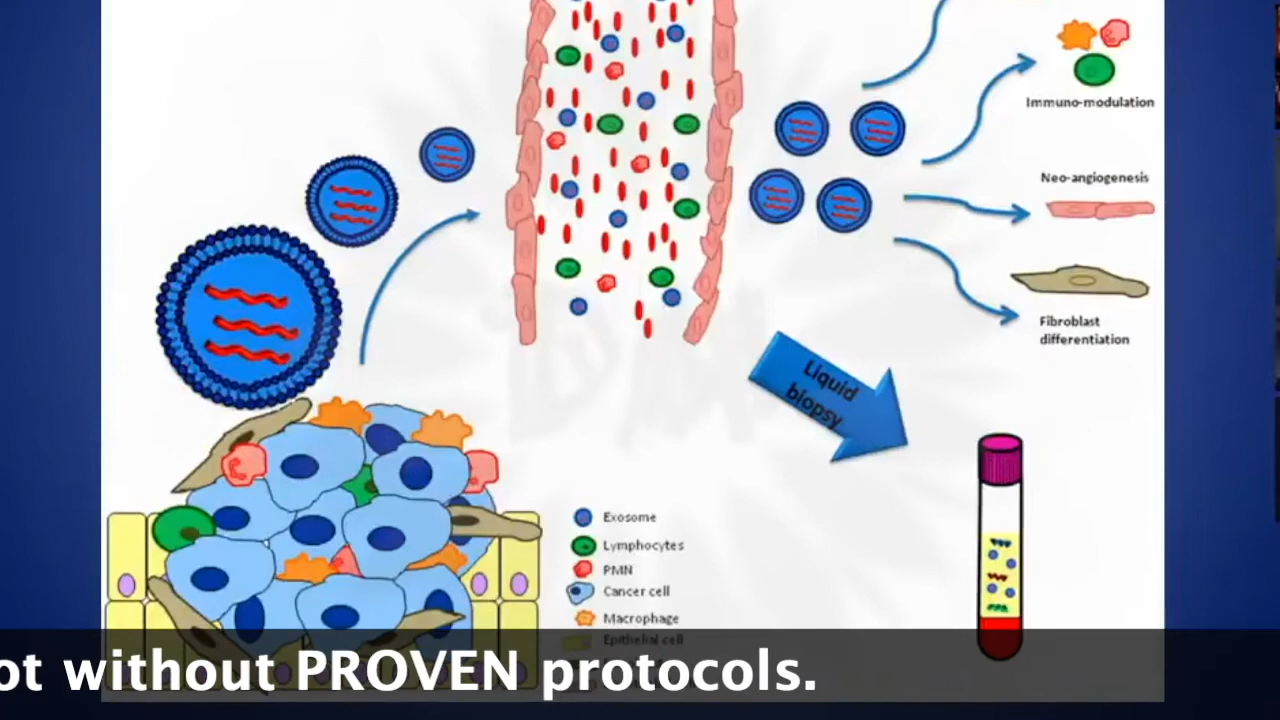 Immuno-modulation
Neo-angiogenesis
Fibroblast
differentiation
Liquid
biopsy
Exosome
Lymphocytes
PMN
Cancer cell
Macrophage
Epithelial cell
ot without PROVEN protocols.